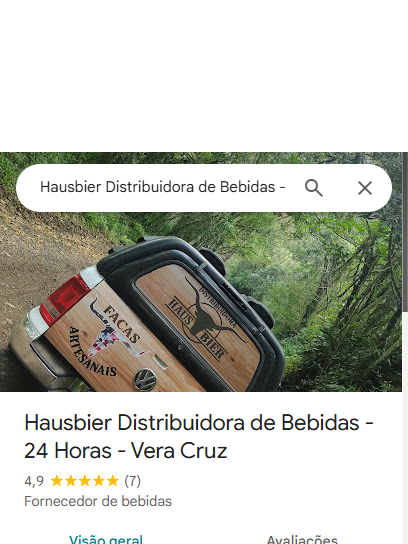 Hausbier Distribuidora de Bebidas -
DISTRIBUIDORA
HAUS BIER
FACAS
ARTESANAIS
Hausbier Distribuidora de Bebidas -
24 Horas - Vera Cruz
4,9 ★★★★★ (7)
Fornecedor de bebidas
Visão geral Avaliações